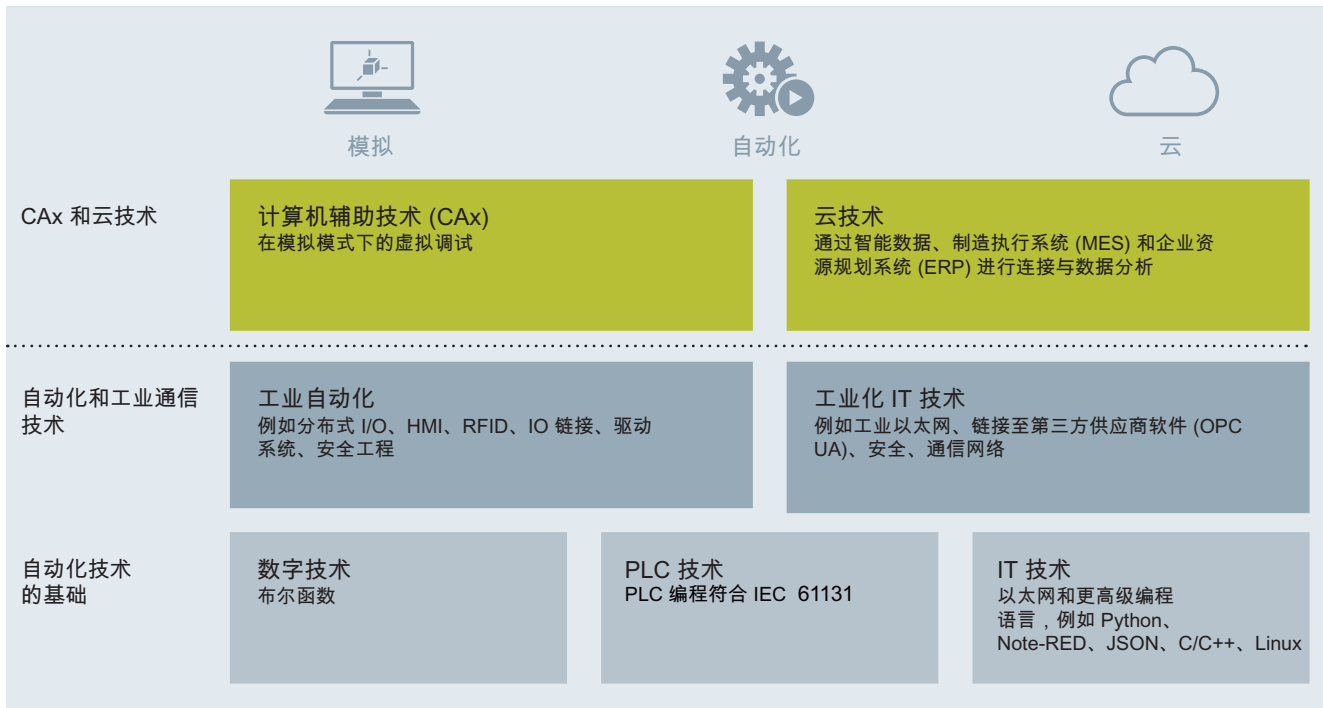 模拟
自动化
云
CAx 和云技术
计算机辅助技术 (CAx)
在模拟模式下的虚拟调试
云技术
通过智能数据、制造执行系统 (MES) 和企业资
源规划系统 (ERP) 进行连接与数据分析
自动化和工业通信
技术
工业自动化
例如分布式 I/O、HMI、RFID、IO 链接、驱动
系统、安全工程
工业化 IT 技术
例如工业以太网、链接至第三方供应商软件 (OPC
UA)、安全、通信网络
自动化技术
的基础
数字技术
布尔函数
PLC 技术
PLC 编程符合 IEC 61131
IT 技术
以太网和更高级编程
语言，例如 Python、
Note-RED、JSON、C/C++、Linux